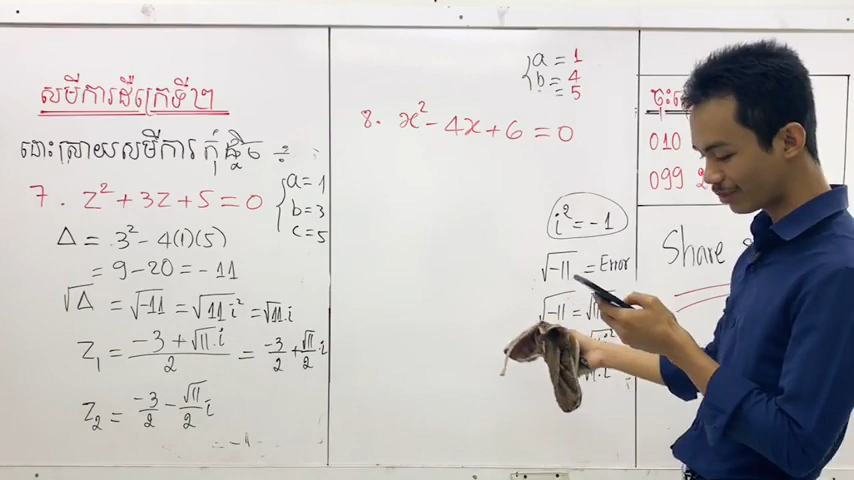 សមីការដឺក្រេទី២
ដោះស្រាយសមីការកុំផ្លិច ÷
7. Z² + 3Z + 5 = 0
a = 1
b = 3
c = 5
Δ = 3² - 4(1)(5)
= 9 - 20 = -11
√Δ = √-11 = √11i² = √11 i
Z₁ = (-3 + √11 i)/2 = -3/2 + √11/2 i
Z₂ = -3/2 - √11/2 i
a = 1
b = 4
= 5
8. x² - 4x + 6 = 0
i² = -1
√-11 = Error
√-11 =
010
099 2
Share